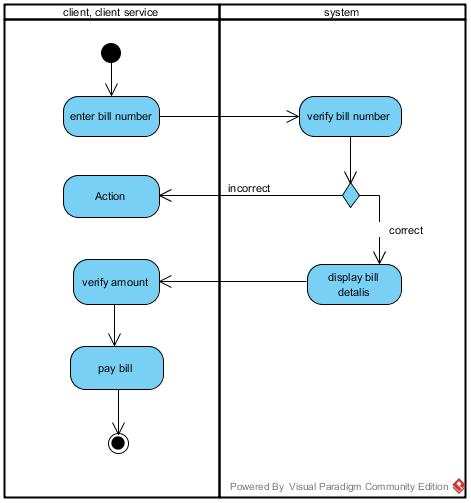 client, client service
system
enter bill number
verify bill number
Action
incorrect
correct
verify amount
display bill
detalis
pay bill
Powered By Visual Paradigm Community Edition